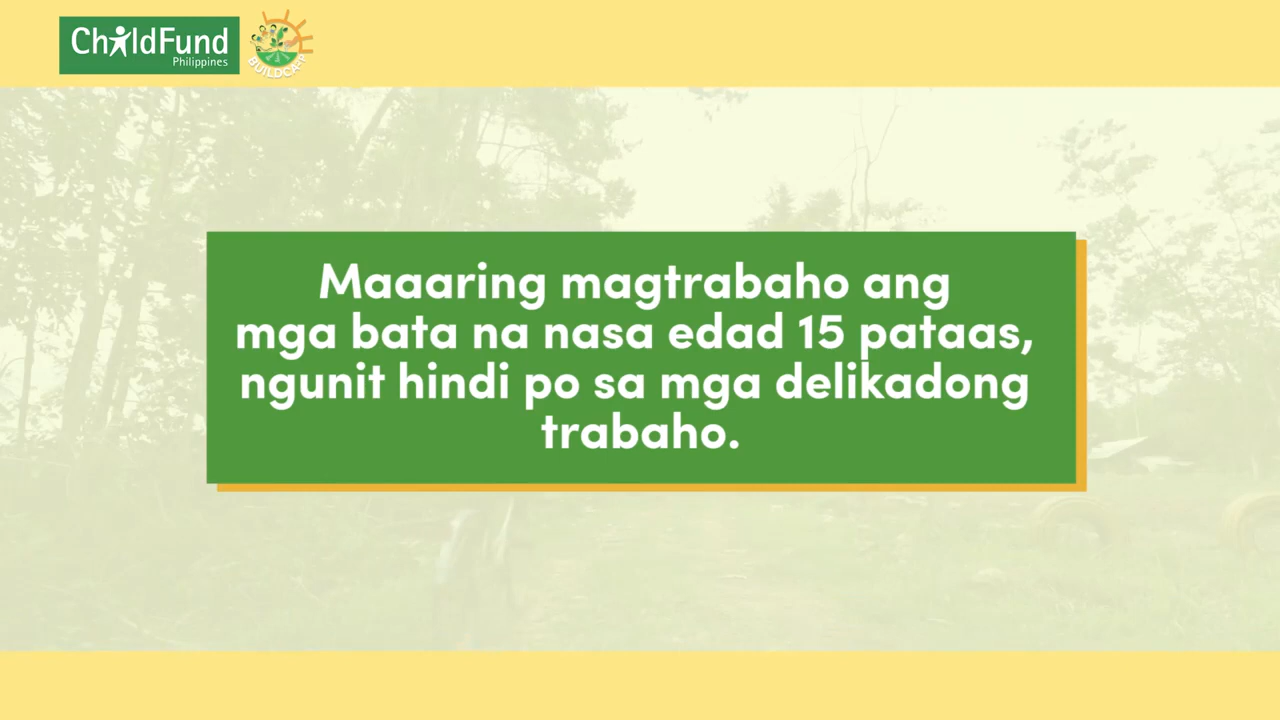 ChildFund
Philippines
BUILDCA₱P
Maaaring magtrabaho ang
mga bata na nasa edad 15 pataas,
ngunit hindi po sa mga delikadong
trabaho.